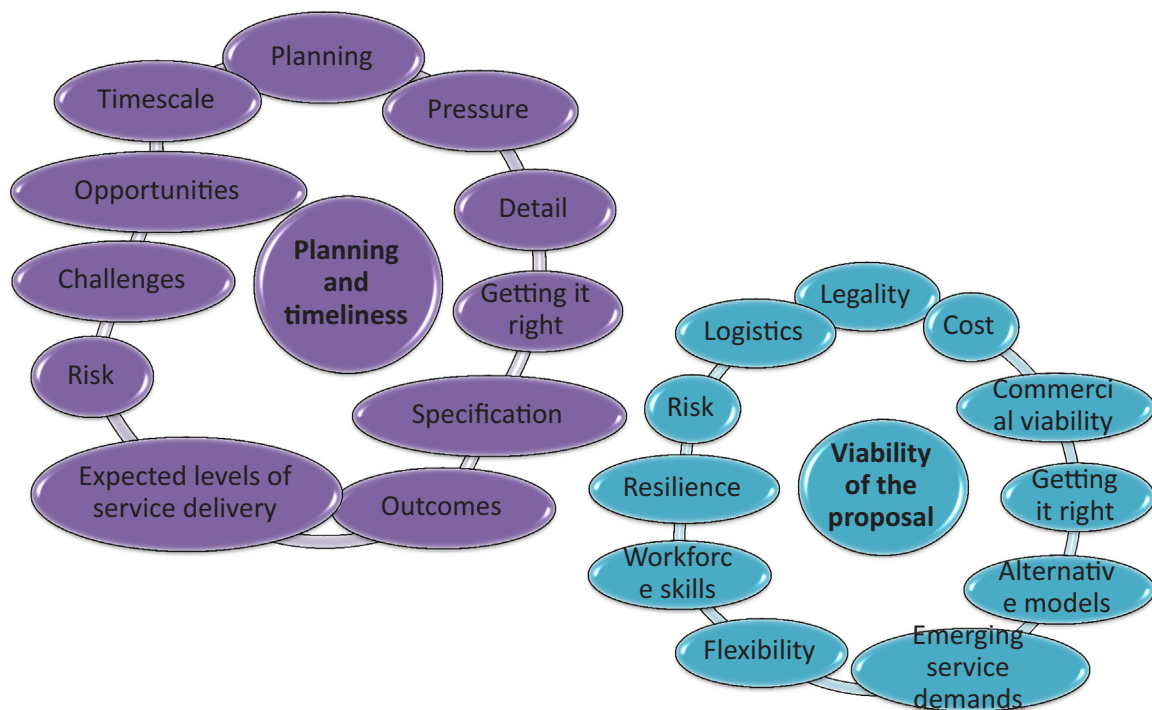 Planning
Pressure
Detail
Getting it
right
Specification
Outcomes
Expected levels of
service delivery
Risk
Challenges
Opportunities
Timescale
Planning
and
timeliness
Legality
Cost
Commerci
al viability
Getting
it right
Alternativ
e models
Emerging
service
demands
Flexibility
Workforc
e skills
Resilience
Risk
Logistics
Viability
of the
proposal